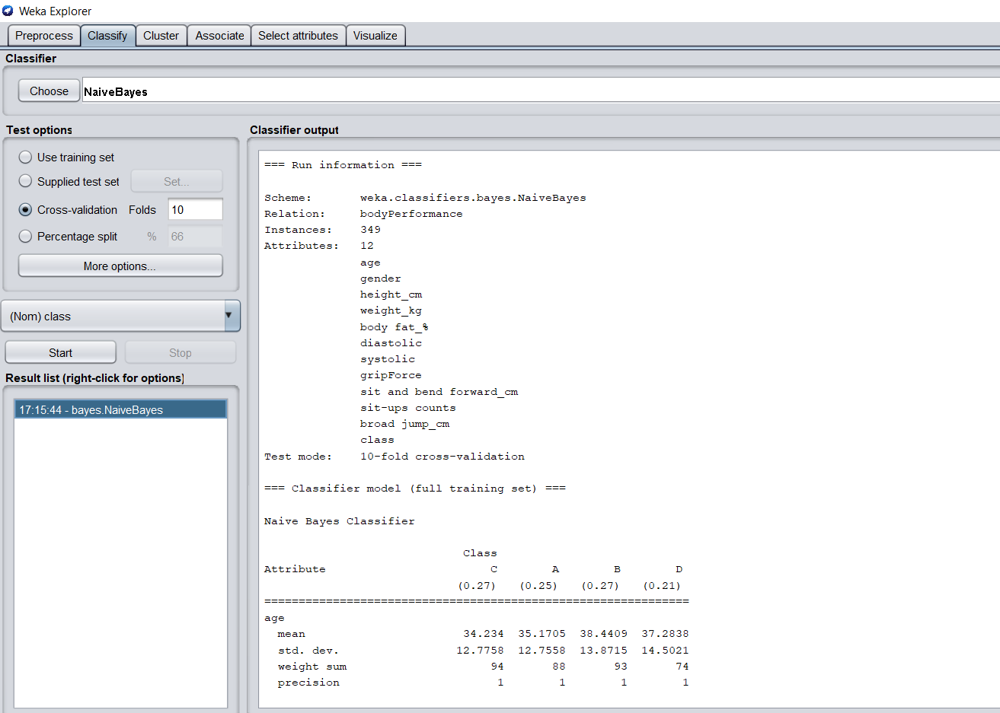 Weka Explorer
Preprocess Classify Cluster Associate Select attributes Visualize
Classifier
Choose NaiveBayes
Test options
Use training set
Supplied test set Set...
Cross-validation Folds 10
Percentage split % 66
More options...
(Nom) class
Start Stop
Result list (right-click for options)
17:15:44 - bayes.NaiveBayes
Classifier output
=== Run information ===
Scheme: weka.classifiers.bayes.NaiveBayes
Relation: bodyPerformance
Instances: 349
Attributes: 12
age
gender
height_cm
weight_kg
body fat_%
diastolic
systolic
gripForce
sit and bend forward_cm
sit-ups counts
broad jump_cm
class
Test mode: 10-fold cross-validation
=== Classifier model (full training set) ===
Naive Bayes Classifier
Class
Attribute C A B D
(0.27) (0.25) (0.27) (0.21)
==============================================================
age
mean 34.234 35.1705 38.4409 37.2838
std. dev. 12.7758 12.7558 13.8715 14.5021
weight sum 94 88 93 74
precision 1 1 1 1